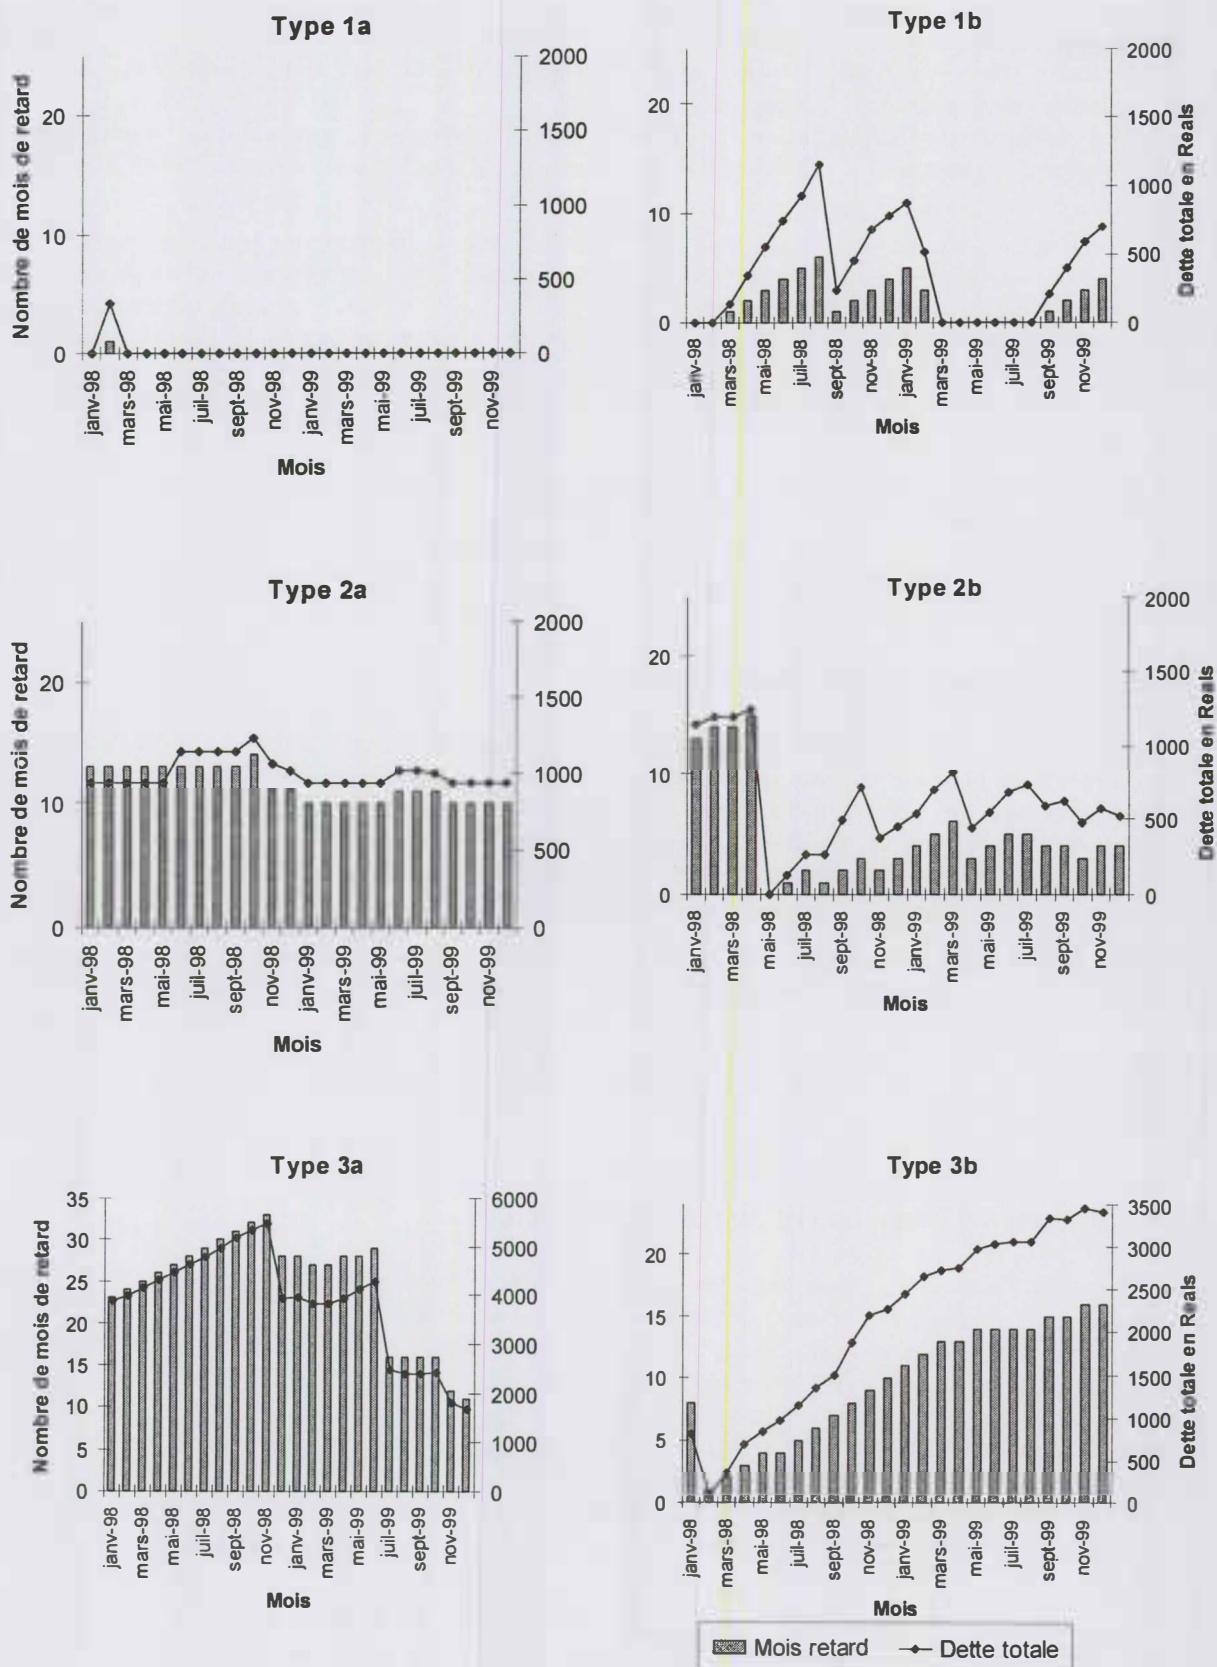 Type 1a
Nombre de mois de retard
20
10
0
2000
1500
1000
500
0
janv-98
mars-98
mai-98
juil-98
sept-98
nov-98
janv-99
mars-99
mai-99
juil-99
sept-99
nov-99
Mois
Type 1b
20
10
0
2000
1500
1000
500
0
Dette totale en Reals
janv-98
mars-98
mai-98
juil-98
sept-98
nov-98
janv-99
mars-99
mai-99
juil-99
sept-99
nov-99
Mois
Type 2a
Nombre de mois de retard
20
10
0
2000
1500
1000
500
0
janv-98
mars-98
mai-98
juil-98
sept-98
nov-98
janv-99
mars-99
mai-99
juil-99
sept-99
nov-99
Mois
Type 2b
20
10
0
2000
1500
1000
500
0
Dette totale en Reals
janv-98
mars-98
mai-98
juil-98
sept-98
nov-98
janv-99
mars-99
mai-99
juil-99
sept-99
nov-99
Mois
Type 3a
Nombre de mois de retard
35
30
25
20
15
10
5
0
6000
5000
4000
3000
2000
1000
0
janv-98
mars-98
mai-98
juil-98
sept-98
nov-98
janv-99
mars-99
mai-99
juil-99
sept-99
nov-99
Mois
Type 3b
20
15
10
5
0
3500
3000
2500
2000
1500
1000
500
0
Dette totale en Reals
janv-98
mars-98
mai-98
juil-98
sept-98
nov-98
janv-99
mars-99
mai-99
juil-99
sept-99
nov-99
Mois
Mois retard
Dette totale